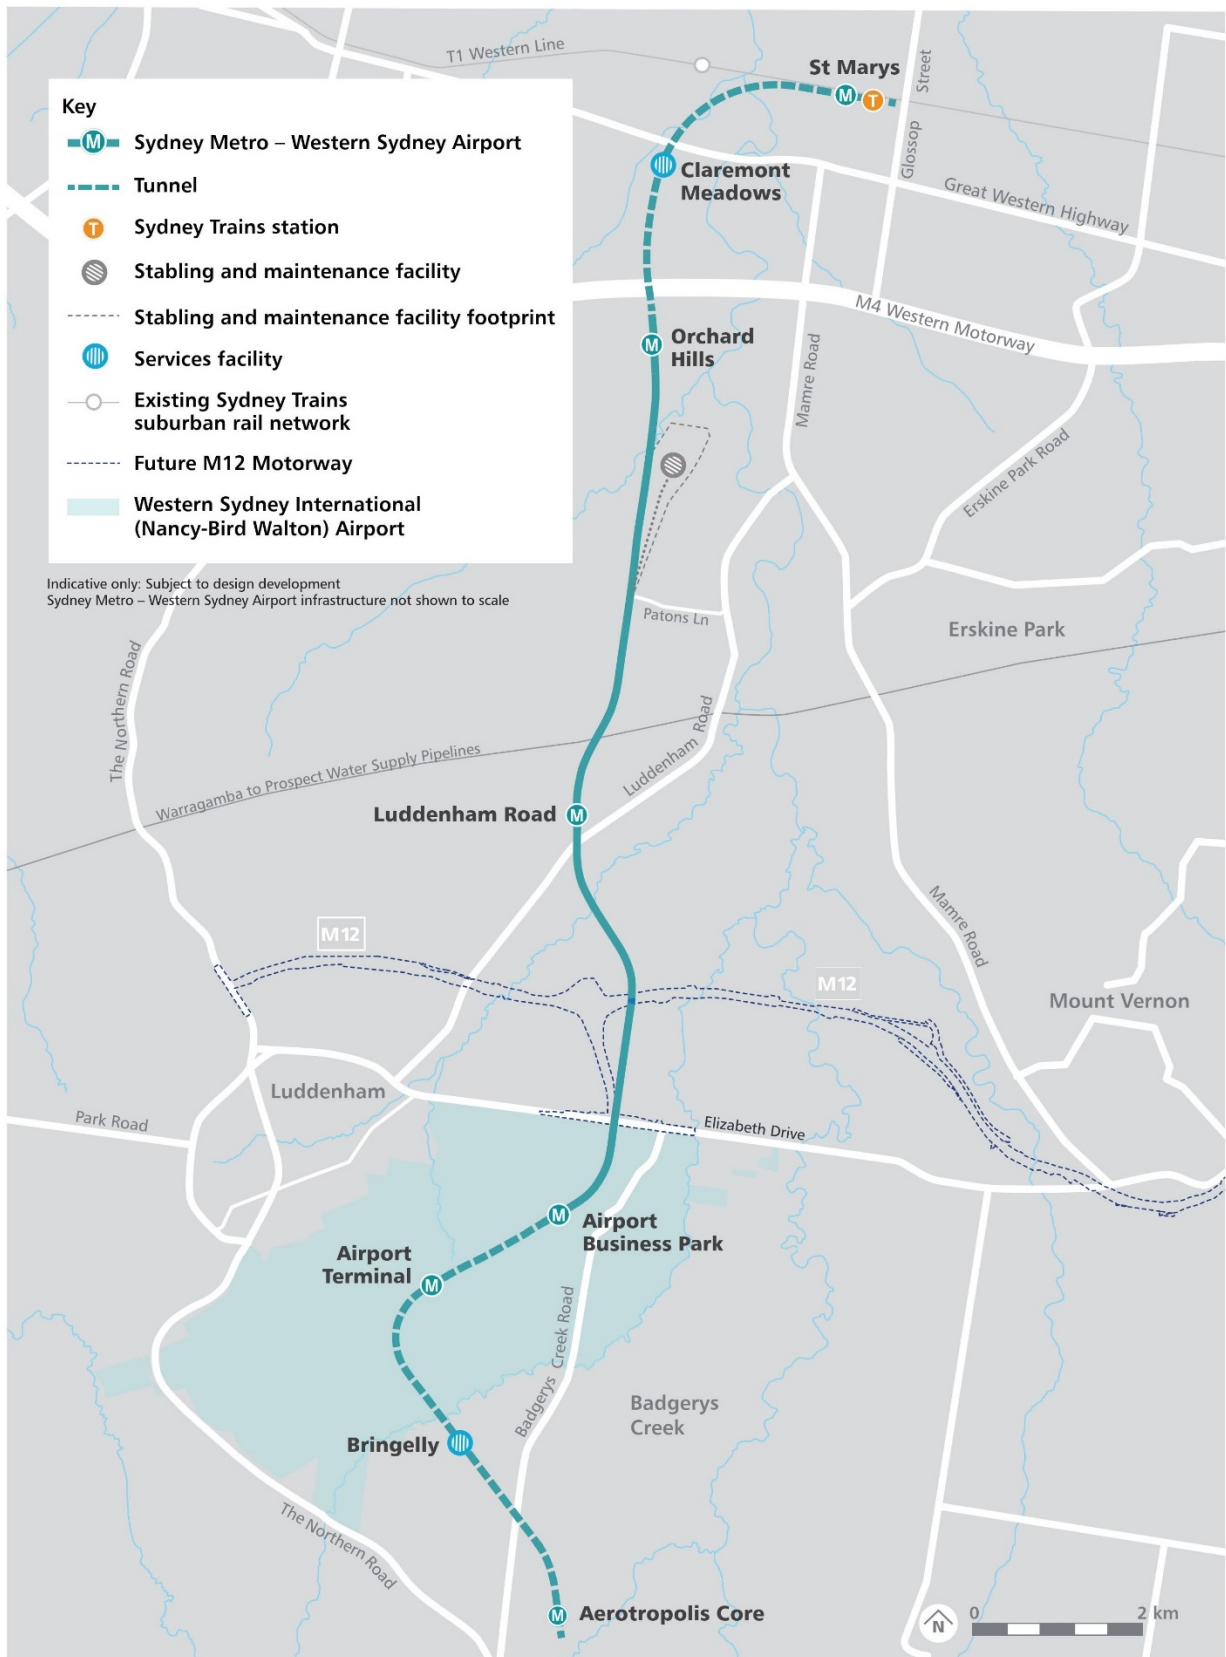 T1 Western Line
St Marys
M
T
Street
Glossop
Key
M
Sydney Metro – Western Sydney Airport
Tunnel
T
Sydney Trains station
Stabling and maintenance facility
Stabling and maintenance facility footprint
Services facility
Existing Sydney Trains
suburban rail network
Future M12 Motorway
Western Sydney International
(Nancy-Bird Walton) Airport
Indicative only: Subject to design development
Sydney Metro – Western Sydney Airport infrastructure not shown to scale
Claremont
Meadows
Great Western Highway
M4 Western Motorway
M
Orchard
Hills
Mamre Road
Erskine Park Road
Patons Ln
Erskine Park
The Northern Road
Luddenham Road
Warragamba to Prospect Water Supply Pipelines
Luddenham Road
M
Mamre Road
M12
M12
Mount Vernon
Luddenham
Park Road
Elizabeth Drive
M
Airport
Business Park
Airport
Terminal
M
Badgerys Creek Road
Badgerys
Creek
Bringelly
The Northern Road
M
Aerotropolis Core
N
0
2 km